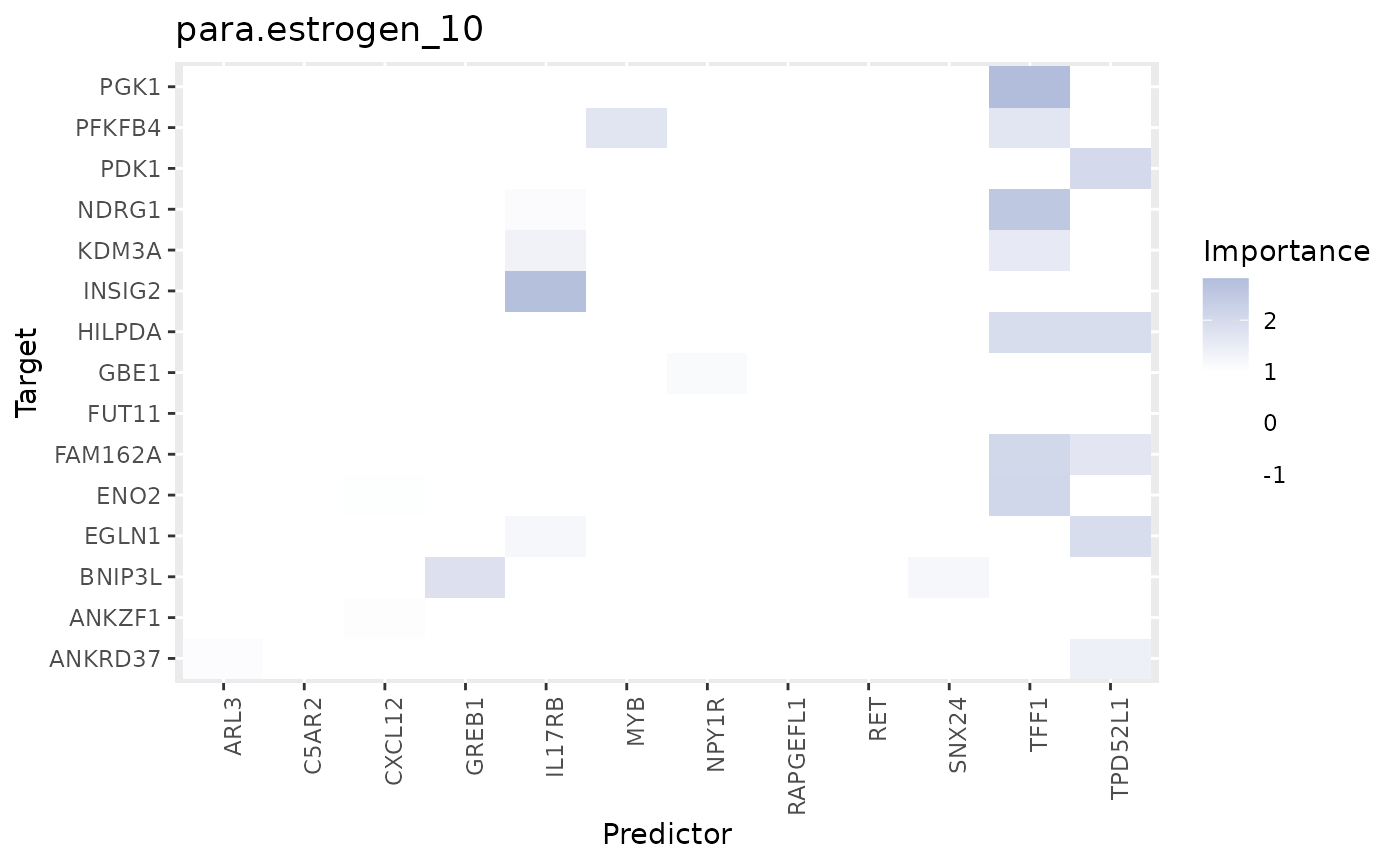 para.estrogen_10
Target
PGK1
PFKFB4
PDK1
NDRG1
KDM3A
INSIG2
HILPDA
GBE1
FUT11
FAM162A
ENO2
EGLN1
BNIP3L
ANKZF1
ANKRD37
ARL3
C5AR2
CXCL12
GREB1
IL17RB
MYB
NPY1R
RAPGEFL1
RET
SNX24
TFF1
TPD52L1
Predictor
Importance
2
1
0
-1